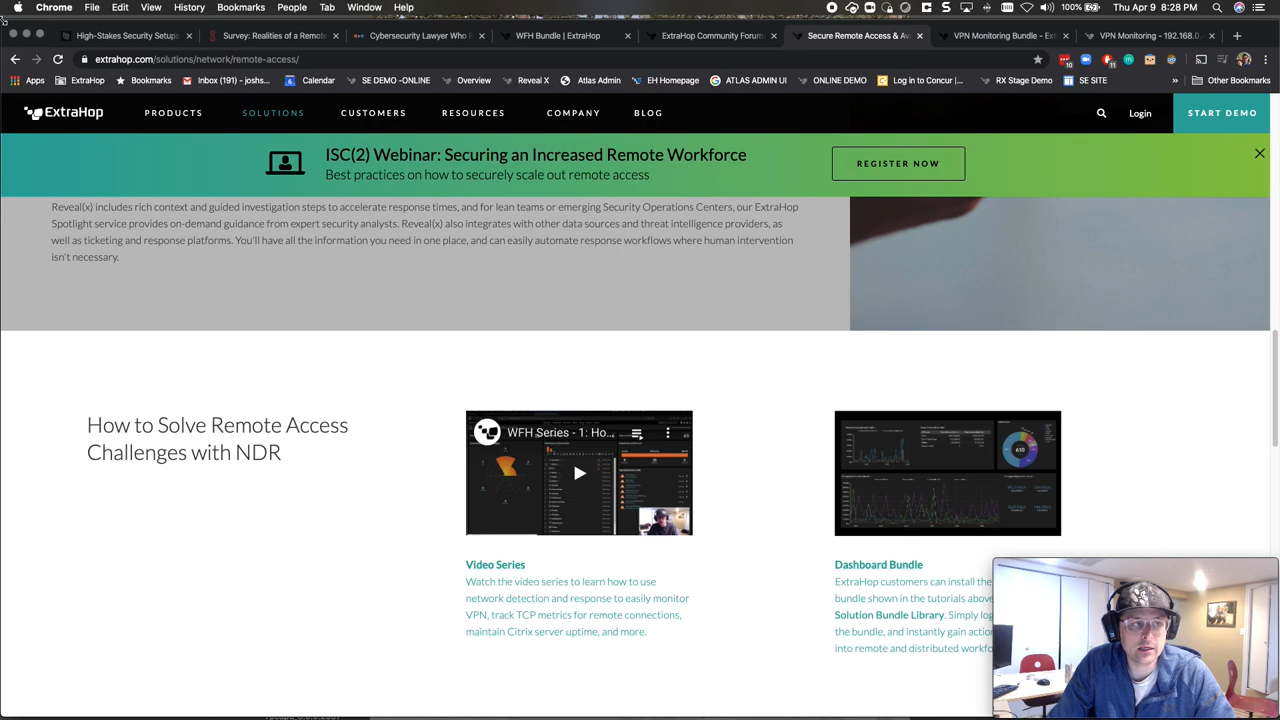 Chrome File Edit View History Bookmarks People Tab Window Help
100% Thu Apr 9 8:28 PM
High-Stakes Security Setups
Survey: Realities of a Remote
Cybersecurity Lawyer Who F
WFH Bundle | ExtraHop
ExtraHop Community Forum
Secure Remote Access & Av
VPN Monitoring Bundle - Ex
VPN Monitoring - 192.168.0.
extrahop.com/solutions/network/remote-access/
Apps ExtraHop Bookmarks Inbox (191) - joshs... Calendar SE DEMO -ONLINE Overview Reveal X Atlas Admin EH Homepage ATLAS ADMIN UI ONLINE DEMO Log in to Concur |... RX Stage Demo SE SITE Other Bookmarks
ExtraHop PRODUCTS SOLUTIONS CUSTOMERS RESOURCES COMPANY BLOG Login START DEMO
ISC(2) Webinar: Securing an Increased Remote Workforce
Best practices on how to securely scale out remote access
REGISTER NOW
Reveal(x) includes rich context and guided investigation steps to accelerate response times, and for lean teams or emerging Security Operations Centers, our ExtraHop
Spotlight service provides on-demand guidance from expert security analysts. Reveal(x) also integrates with other data sources and threat intelligence providers, as
well as ticketing and response platforms. You'll have all the information you need in one place, and can easily automate response workflows where human intervention
isn't necessary.
How to Solve Remote Access
Challenges with NDR
WFH Series - 1: Ho...
610
Video Series
Watch the video series to learn how to use
network detection and response to easily monitor
VPN, track TCP metrics for remote connections,
maintain Citrix server uptime, and more.
Dashboard Bundle
ExtraHop customers can install the
bundle shown in the tutorials above
Solution Bundle Library. Simply log
the bundle, and instantly gain action
into remote and distributed workfo